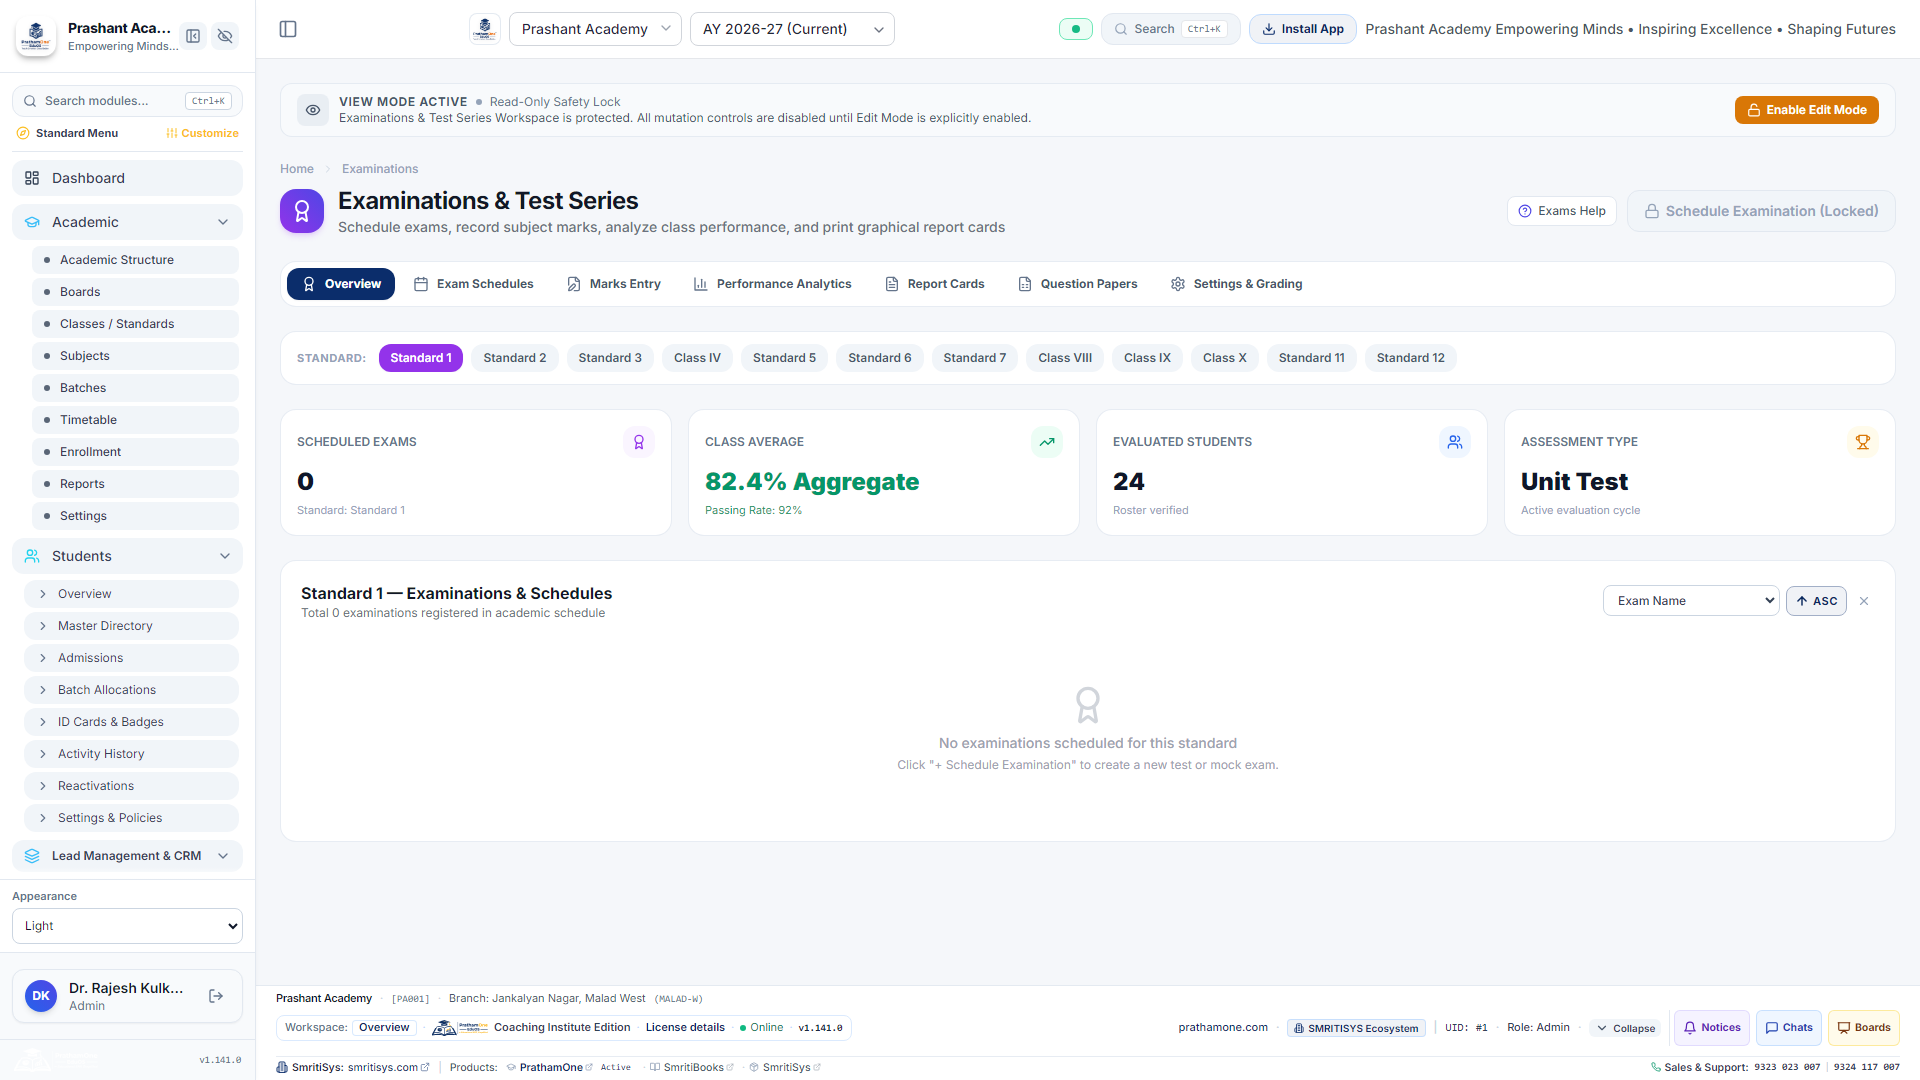 Prashant Aca...
Empowering Minds...
Search modules... Ctrl+K
Standard Menu Customize
Dashboard
Academic
Academic Structure
Boards
Classes / Standards
Subjects
Batches
Timetable
Enrollment
Reports
Settings
Students
Overview
Master Directory
Admissions
Batch Allocations
ID Cards & Badges
Activity History
Reactivations
Settings & Policies
Lead Management & CRM
Appearance
Light
DK
Dr. Rajesh Kulk...
Admin
v1.141.0
Prashant Academy
AY 2026-27 (Current)
Search Ctrl+K
Install App
Prashant Academy Empowering Minds • Inspiring Excellence • Shaping Futures
VIEW MODE ACTIVE • Read-Only Safety Lock
Examinations & Test Series Workspace is protected. All mutation controls are disabled until Edit Mode is explicitly enabled.
Enable Edit Mode
Home > Examinations
Examinations & Test Series
Schedule exams, record subject marks, analyze class performance, and print graphical report cards
Exams Help
Schedule Examination (Locked)
Overview Exam Schedules Marks Entry Performance Analytics Report Cards Question Papers Settings & Grading
STANDARD: Standard 1 Standard 2 Standard 3 Class IV Standard 5 Standard 6 Standard 7 Class VIII Class IX Class X Standard 11 Standard 12
SCHEDULED EXAMS
0
Standard: Standard 1
CLASS AVERAGE
82.4% Aggregate
Passing Rate: 92%
EVALUATED STUDENTS
24
Roster verified
ASSESSMENT TYPE
Unit Test
Active evaluation cycle
Standard 1 — Examinations & Schedules
Total 0 examinations registered in academic schedule
Exam Name
ASC
No examinations scheduled for this standard
Click "+ Schedule Examination" to create a new test or mock exam.
Prashant Academy · [PA001] · Branch: Jankalyan Nagar, Malad West (MALAD-W)
Workspace: Overview · Coaching Institute Edition · License details · Online · v1.141.0
prathamone.com · SMRITISYS Ecosystem | UID: #1 · Role: Admin · Collapse
Notices
Chats
Boards
SmritiSys: smritisys.com | Products: PrathamOne Active · SmritiBooks SmritiSys
Sales & Support: 9323 023 007 | 9324 117 007